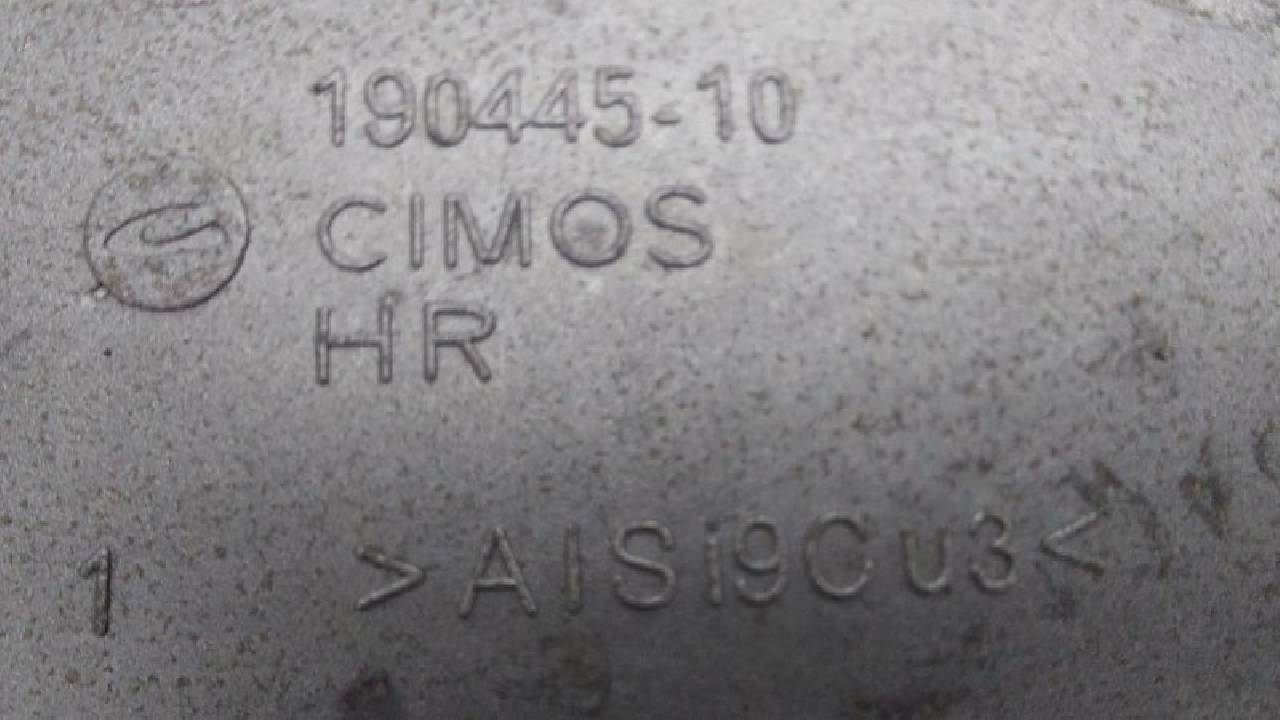 190445-10
CIMOS
HR
1 >AlSi9Cu3<